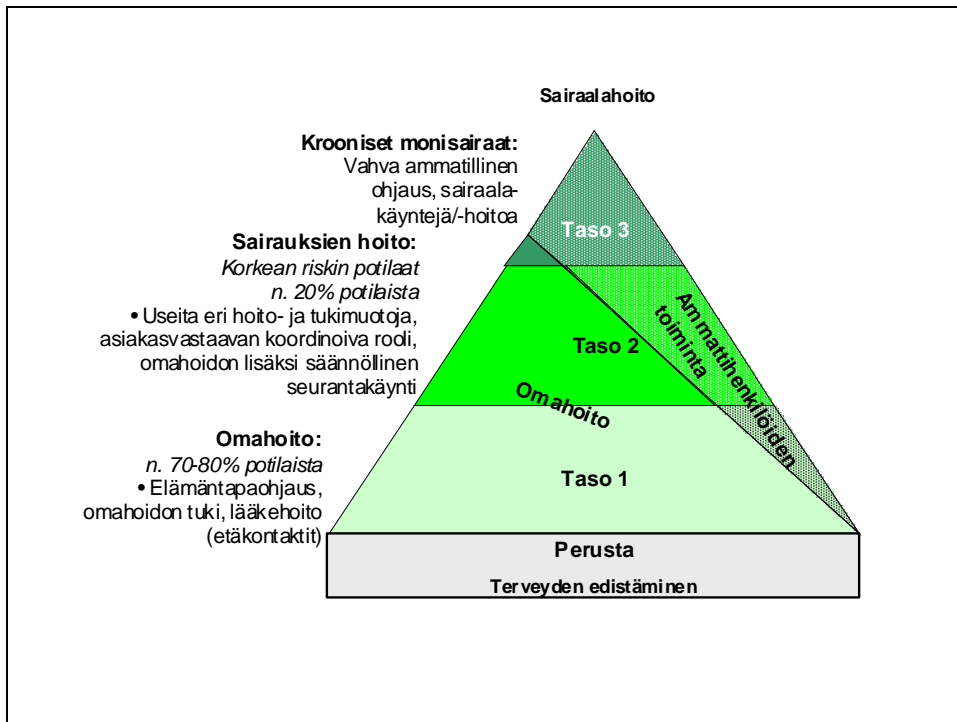 Sairaalahoito
Krooniset monisairaat:
Vahva ammatillinen
ohjaus, sairaala-
käyntejä/-hoitoa
Taso 3
Sairauksien hoito:
Korkean riskin potilaat
n. 20% potilaista
• Useita eri hoito- ja tukimuotoja,
asiakasvastaavan koordinoiva rooli,
omahoidon lisäksi säännöllinen
seurantakäynti
Taso 2
Ammattihenkilöiden
toiminta
Omahoito
Omahoito:
n. 70-80% potilaista
• Elämäntapaohjaus,
omahoidon tuki, lääkehoito
(etäkontaktit)
Taso 1
Perusta
Terveyden edistäminen